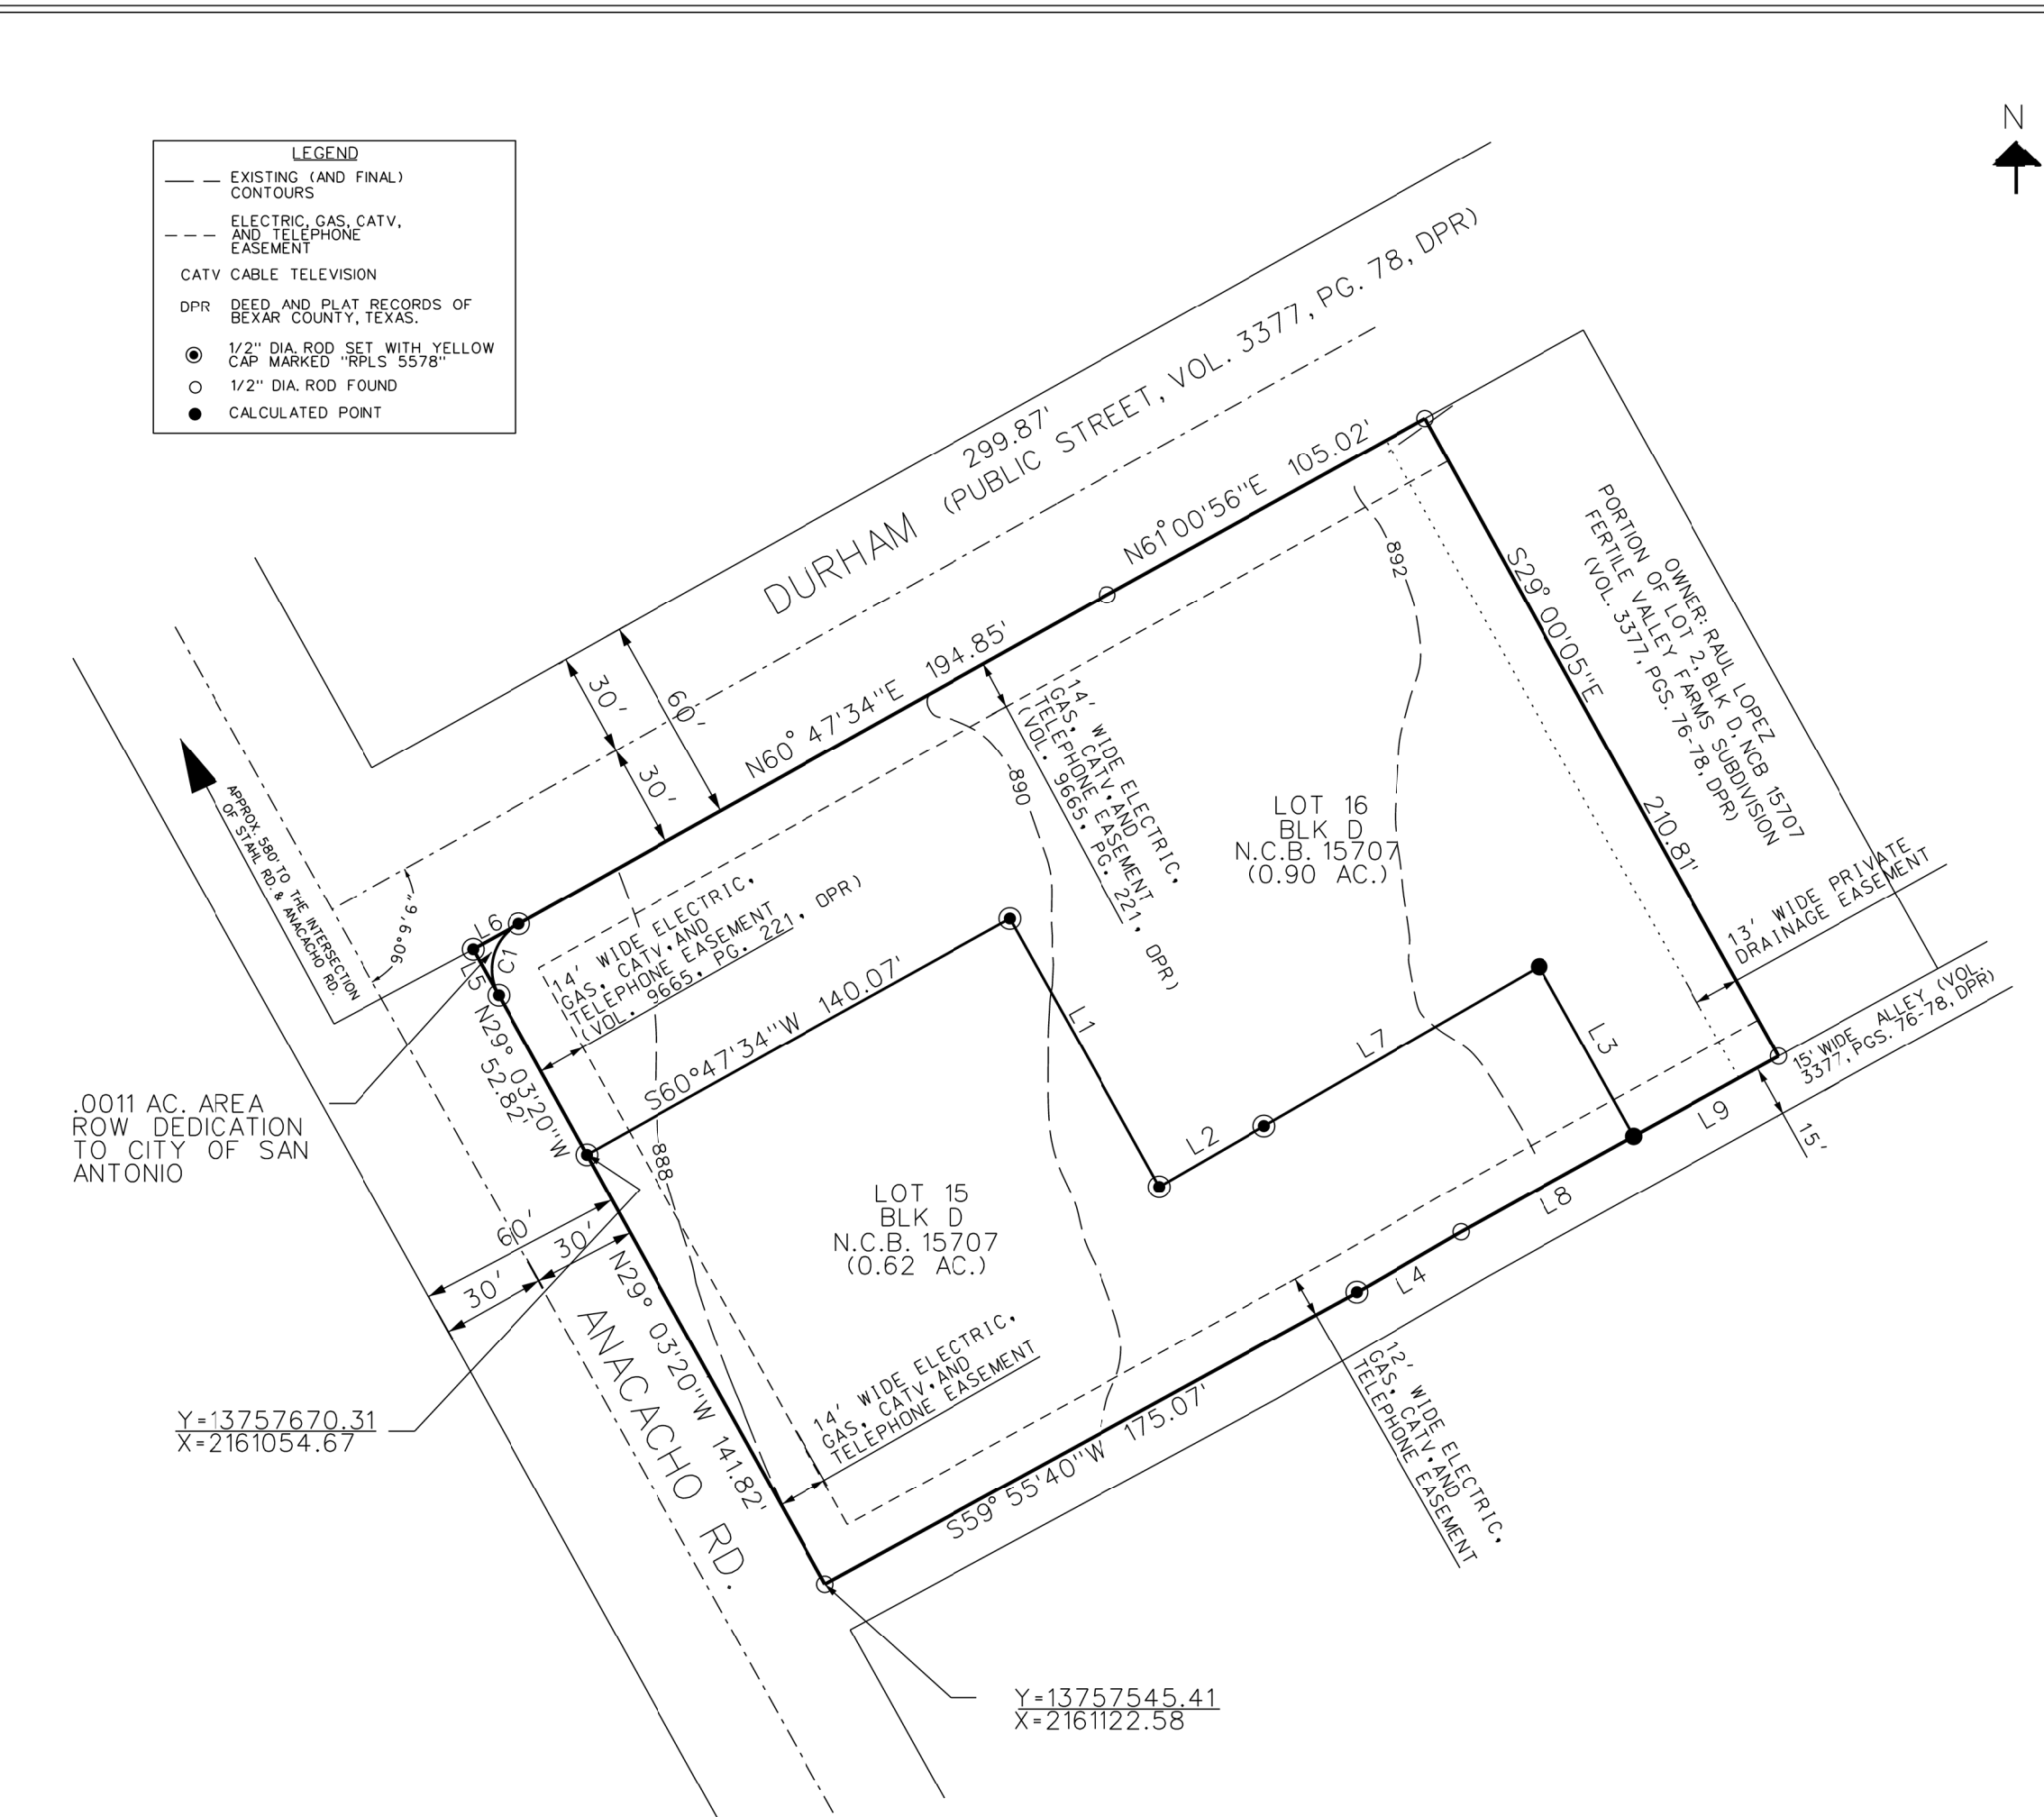 LEGEND
EXISTING (AND FINAL)
CONTOURS
ELECTRIC, GAS, CATV,
AND TELEPHONE
EASEMENT
CATV CABLE TELEVISION
DPR DEED AND PLAT RECORDS OF
BEXAR COUNTY, TEXAS.
1/2" DIA. ROD SET WITH YELLOW
CAP MARKED "RPLS 5578"
1/2" DIA. ROD FOUND
CALCULATED POINT
N
299.87'
DURHAM (PUBLIC STREET, VOL. 3377, PG. 78, DPR)
N61°00'56"E 105.02'
N60°47'34"E 194.85'
30'
60'
30'
S29°00'05"E 210.81'
OWNER: RAUL LOPEZ
PORTION OF LOT 2, BLK D, NCB 15707
FERTILE VALLEY FARMS SUBDIVISION
(VOL. 3377, PGS. 76-78, DPR)
14' WIDE ELECTRIC,
GAS, CATV, AND
TELEPHONE EASEMENT
(VOL. 9665, PG. 221, OPR)
LOT 16
BLK D
N.C.B. 15707
(0.90 AC.)
892
890
888
APPROX. 580' TO THE INTERSECTION
OF STAHL RD. & ANACACHO RD.
90°9'6"
L6
C1
L5
14' WIDE ELECTRIC,
GAS, CATV, AND
TELEPHONE EASEMENT
(VOL. 9665, PG. 221, OPR)
N29°03'20"W
52.82'
S60°47'34"W 140.07'
L1
L2
L7
L3
L9
L8
L4
13' WIDE PRIVATE
DRAINAGE EASEMENT
15' WIDE ALLEY (VOL.
3377, PGS. 76-78, DPR)
15'
.0011 AC. AREA
ROW DEDICATION
TO CITY OF SAN
ANTONIO
LOT 15
BLK D
N.C.B. 15707
(0.62 AC.)
60'
30'
30'
N29°03'20"W 141.82'
ANACACHO RD.
14' WIDE ELECTRIC,
GAS, CATV, AND
TELEPHONE EASEMENT
S59°55'40"W 175.07'
12' WIDE ELECTRIC,
GAS, CATV, AND
TELEPHONE EASEMENT
Y=13757670.31
X=2161054.67
Y=13757545.41
X=2161122.58